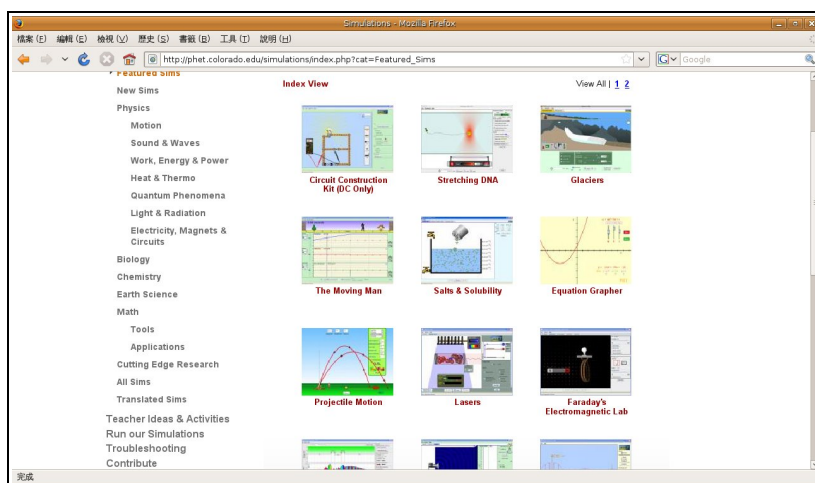 Simulations - Mozilla Firefox
檔案(F) 編輯(E) 檢視(V) 歷史(S) 書籤(B) 工具(T) 說明(H)
http://phet.colorado.edu/simulations/index.php?cat=Featured_Sims
Google
Featured Sims
New Sims
Physics
Motion
Sound & Waves
Work, Energy & Power
Heat & Thermo
Quantum Phenomena
Light & Radiation
Electricity, Magnets &
Circuits
Biology
Chemistry
Earth Science
Math
Tools
Applications
Cutting Edge Research
All Sims
Translated Sims
Teacher Ideas & Activities
Run our Simulations
Troubleshooting
Contribute
Index View
View All | 1 2
Circuit Construction
Kit (DC Only)
Stretching DNA
Glaciers
The Moving Man
Salts & Solubility
Equation Grapher
Projectile Motion
Lasers
Faraday's
Electromagnetic Lab
完成